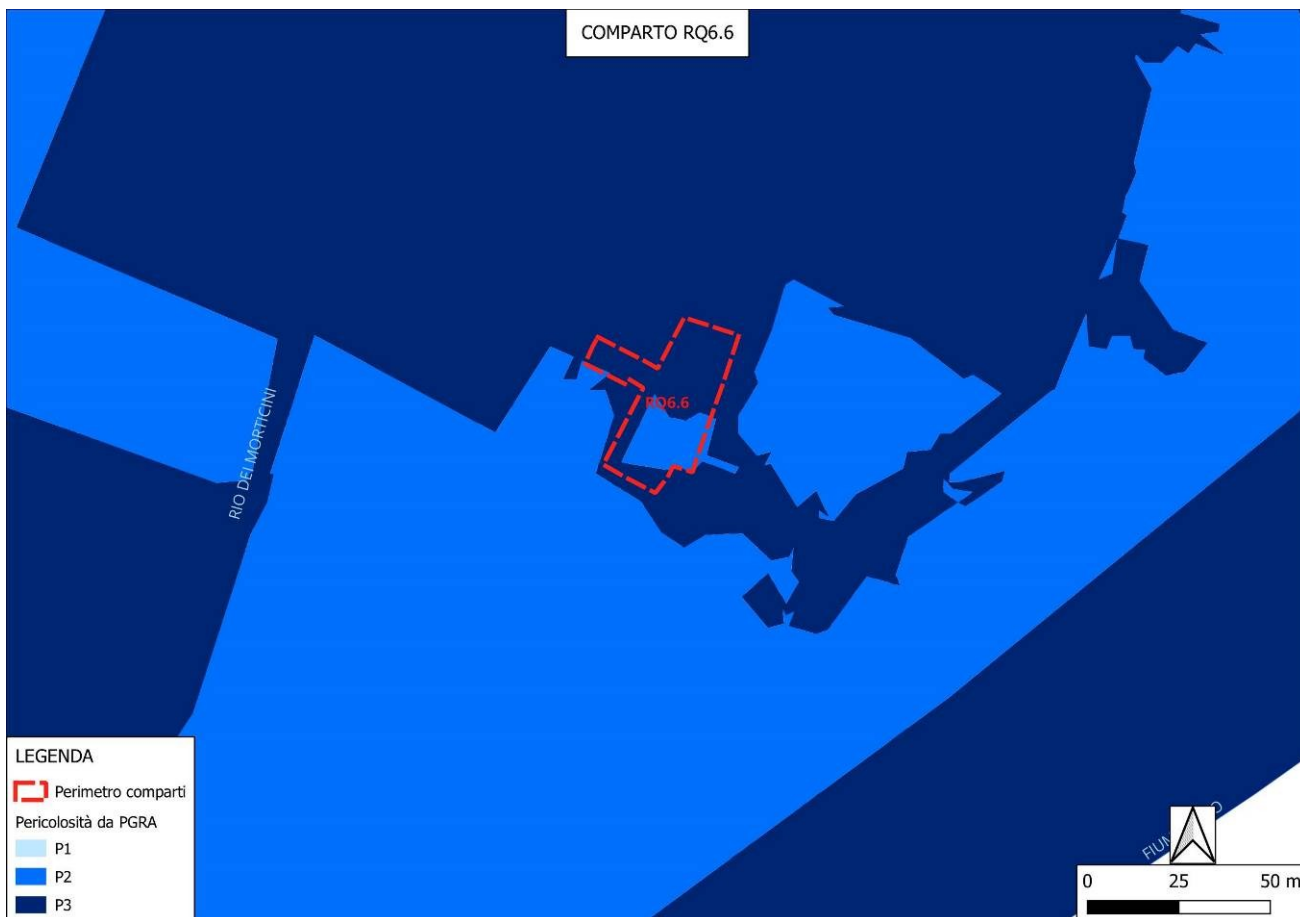 COMPARTO RQ6.6
RQ6.6
RIO DEI MORTICINI
LEGENDA
Perimetro comparti
Pericolosità da PGRA
P1
P2
P3
0 25 50 m